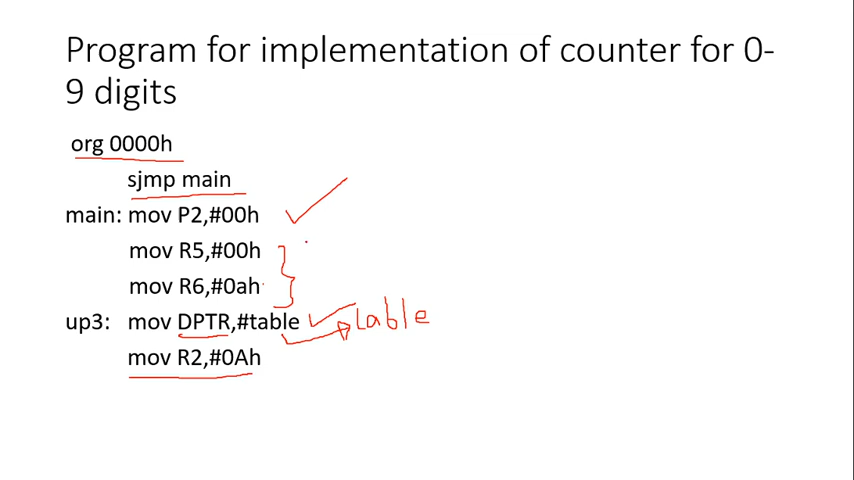 Program for implementation of counter for 0-
9 digits
org 0000h
sjmp main
main: mov P2,#00h
mov R5,#00h
mov R6,#0ah
up3: mov DPTR,#table
lable
mov R2,#0Ah